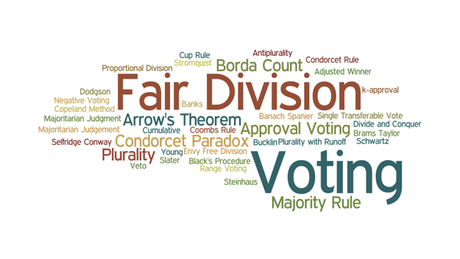 Cup Rule Antiplurality
Proportional Division Stromquist Borda Count Condorcet Rule
Adjusted Winner
Dodgson Fair Division k-approval
Negative Voting Banks
Copeland Method
Majoritarian Judgment Arrow's Theorem Banach Spanier Single Transferable Vote
Majoritarian Judgement Cumulative Coombs Rule Approval Voting Divide and Conquer
Brams Taylor
Selfridge Conway Condorcet Paradox Bucklin Plurality with Runoff Schwartz
Plurality Young Envy Free Division
Veto Slater Black's Procedure Voting
Range Voting
Steinhaus
Majority Rule